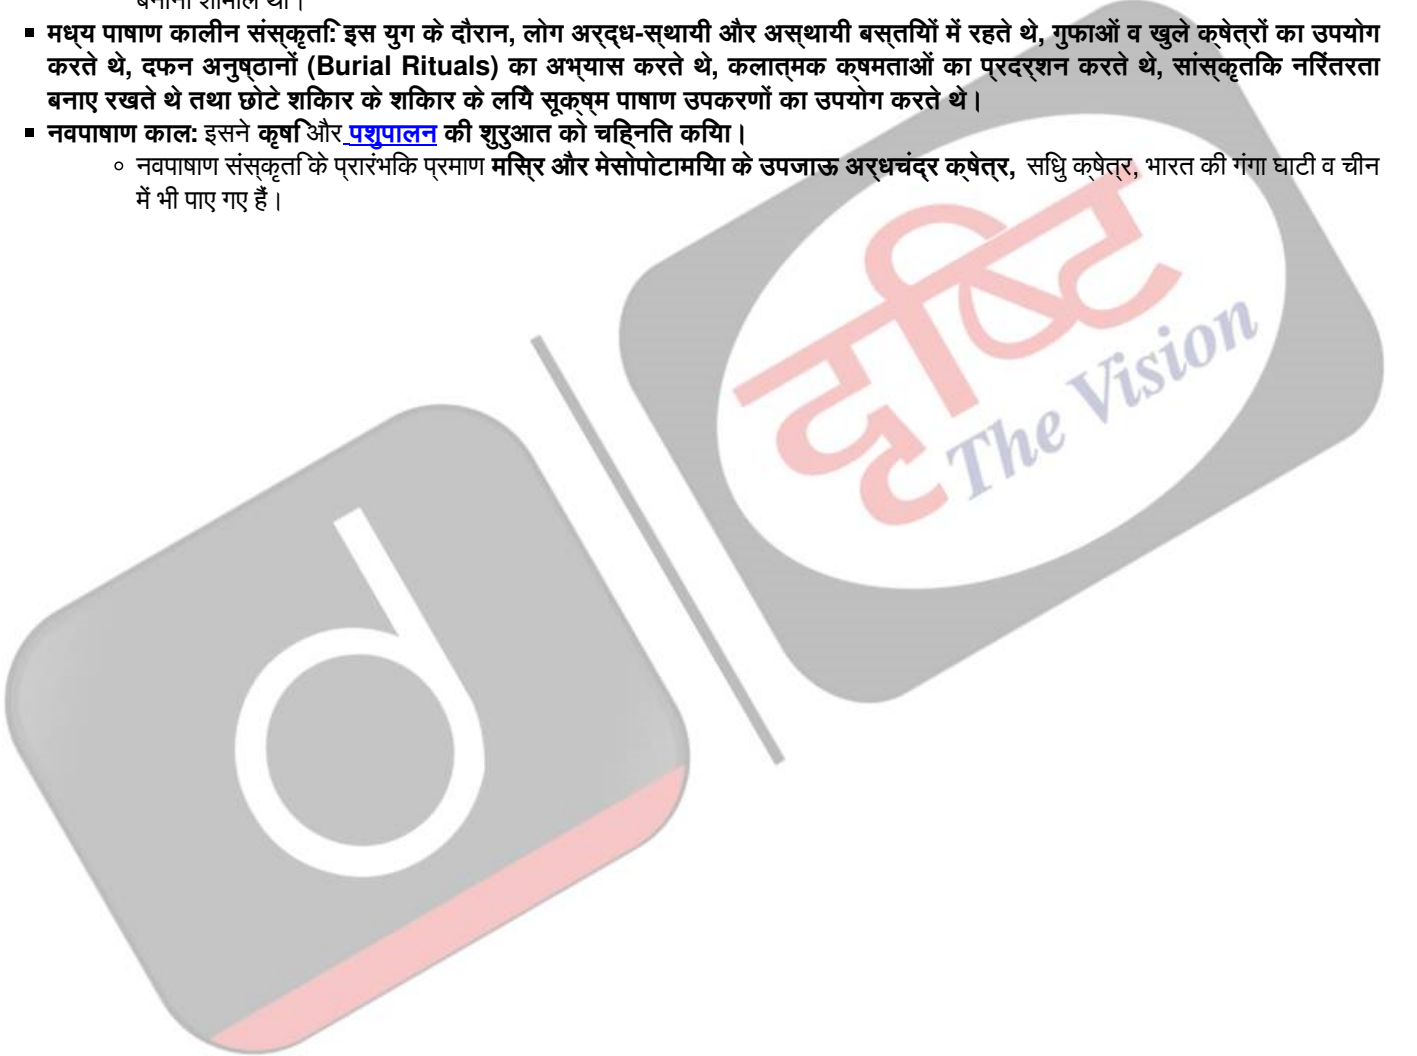 बनाना शामिल था।
▪ मध्य पाषाण कालीन संस्कृति: इस युग के दौरान, लोग अर्द्ध-स्थायी और अस्थायी बस्तियों में रहते थे, गुफाओं व खुले क्षेत्रों का उपयोग
करते थे, दफन अनुष्ठानों (Burial Rituals) का अभ्यास करते थे, कलात्मक क्षमताओं का प्रदर्शन करते थे, सांस्कृतिक निरंतरता
बनाए रखते थे तथा छोटे शिकार के शिकार के लिये सूक्ष्म पाषाण उपकरणों का उपयोग करते थे।
▪ नवपाषाण काल: इसने कृषि और पशुपालन की शुरुआत को चिह्नित किया।
○ नवपाषाण संस्कृति के प्रारंभिक प्रमाण मिस्र और मेसोपोटामिया के उपजाऊ अर्धचंद्र क्षेत्र, सिंधु क्षेत्र, भारत की गंगा घाटी व चीन
में भी पाए गए हैं।
दृष्टि
The Vision
d